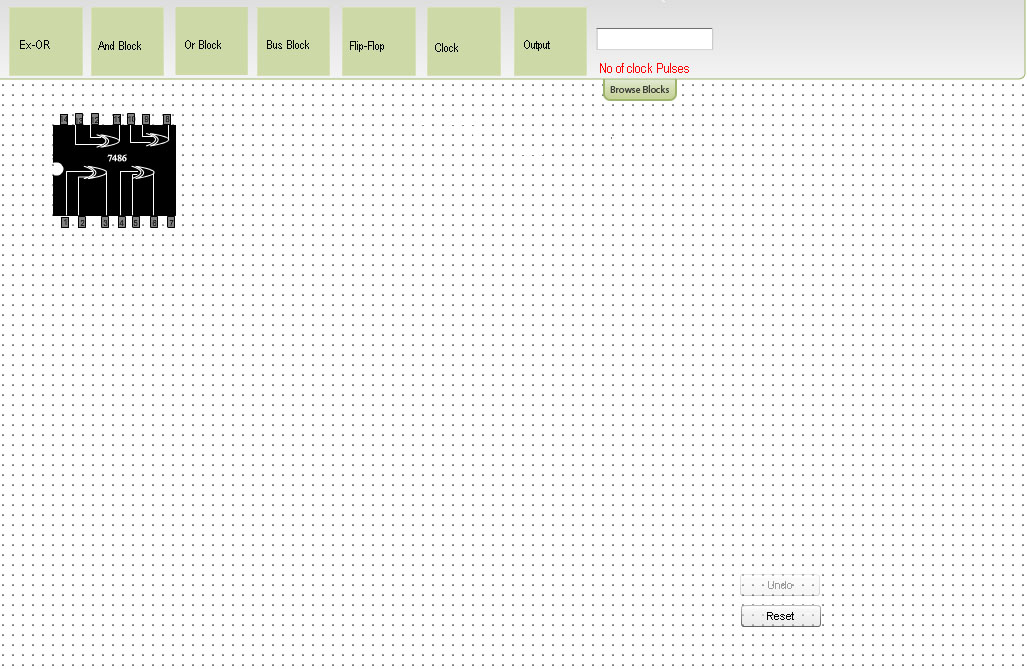 Ex-OR
And Block
Or Block
Bus Block
Flip-Flop
Clock
Output
No of clock Pulses
Browse Blocks
14 13 12 11 10 9 8
7486
1 2 3 4 5 6 7
Undo
Reset